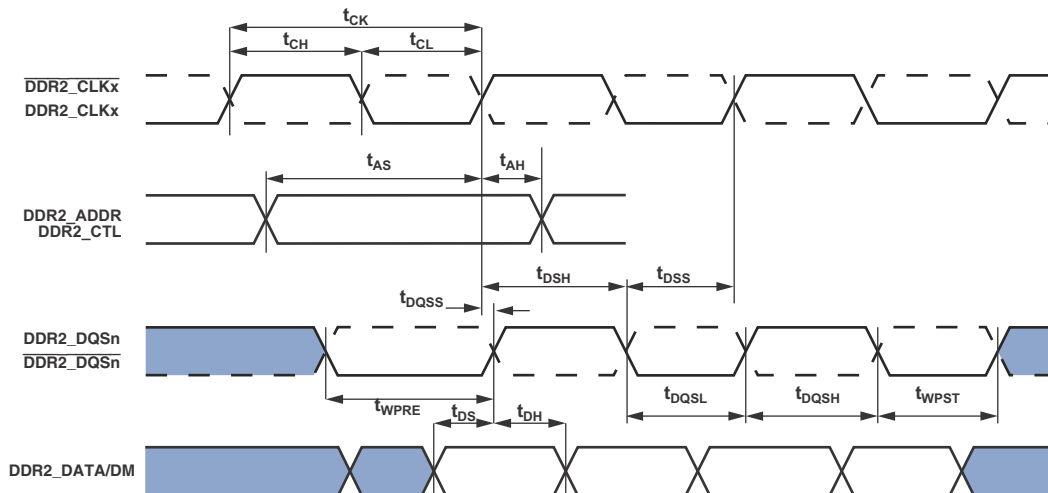 tCK
tCH
tCL
DDR2_CLKx
DDR2_CLKx
tAS
tAH
DDR2_ADDR
DDR2_CTL
tDSH
tDSS
tDQSS
DDR2_DQSn
DDR2_DQSn
tDQSL
tDQSH
tWPST
tWPRE
tDS
tDH
DDR2_DATA/DM